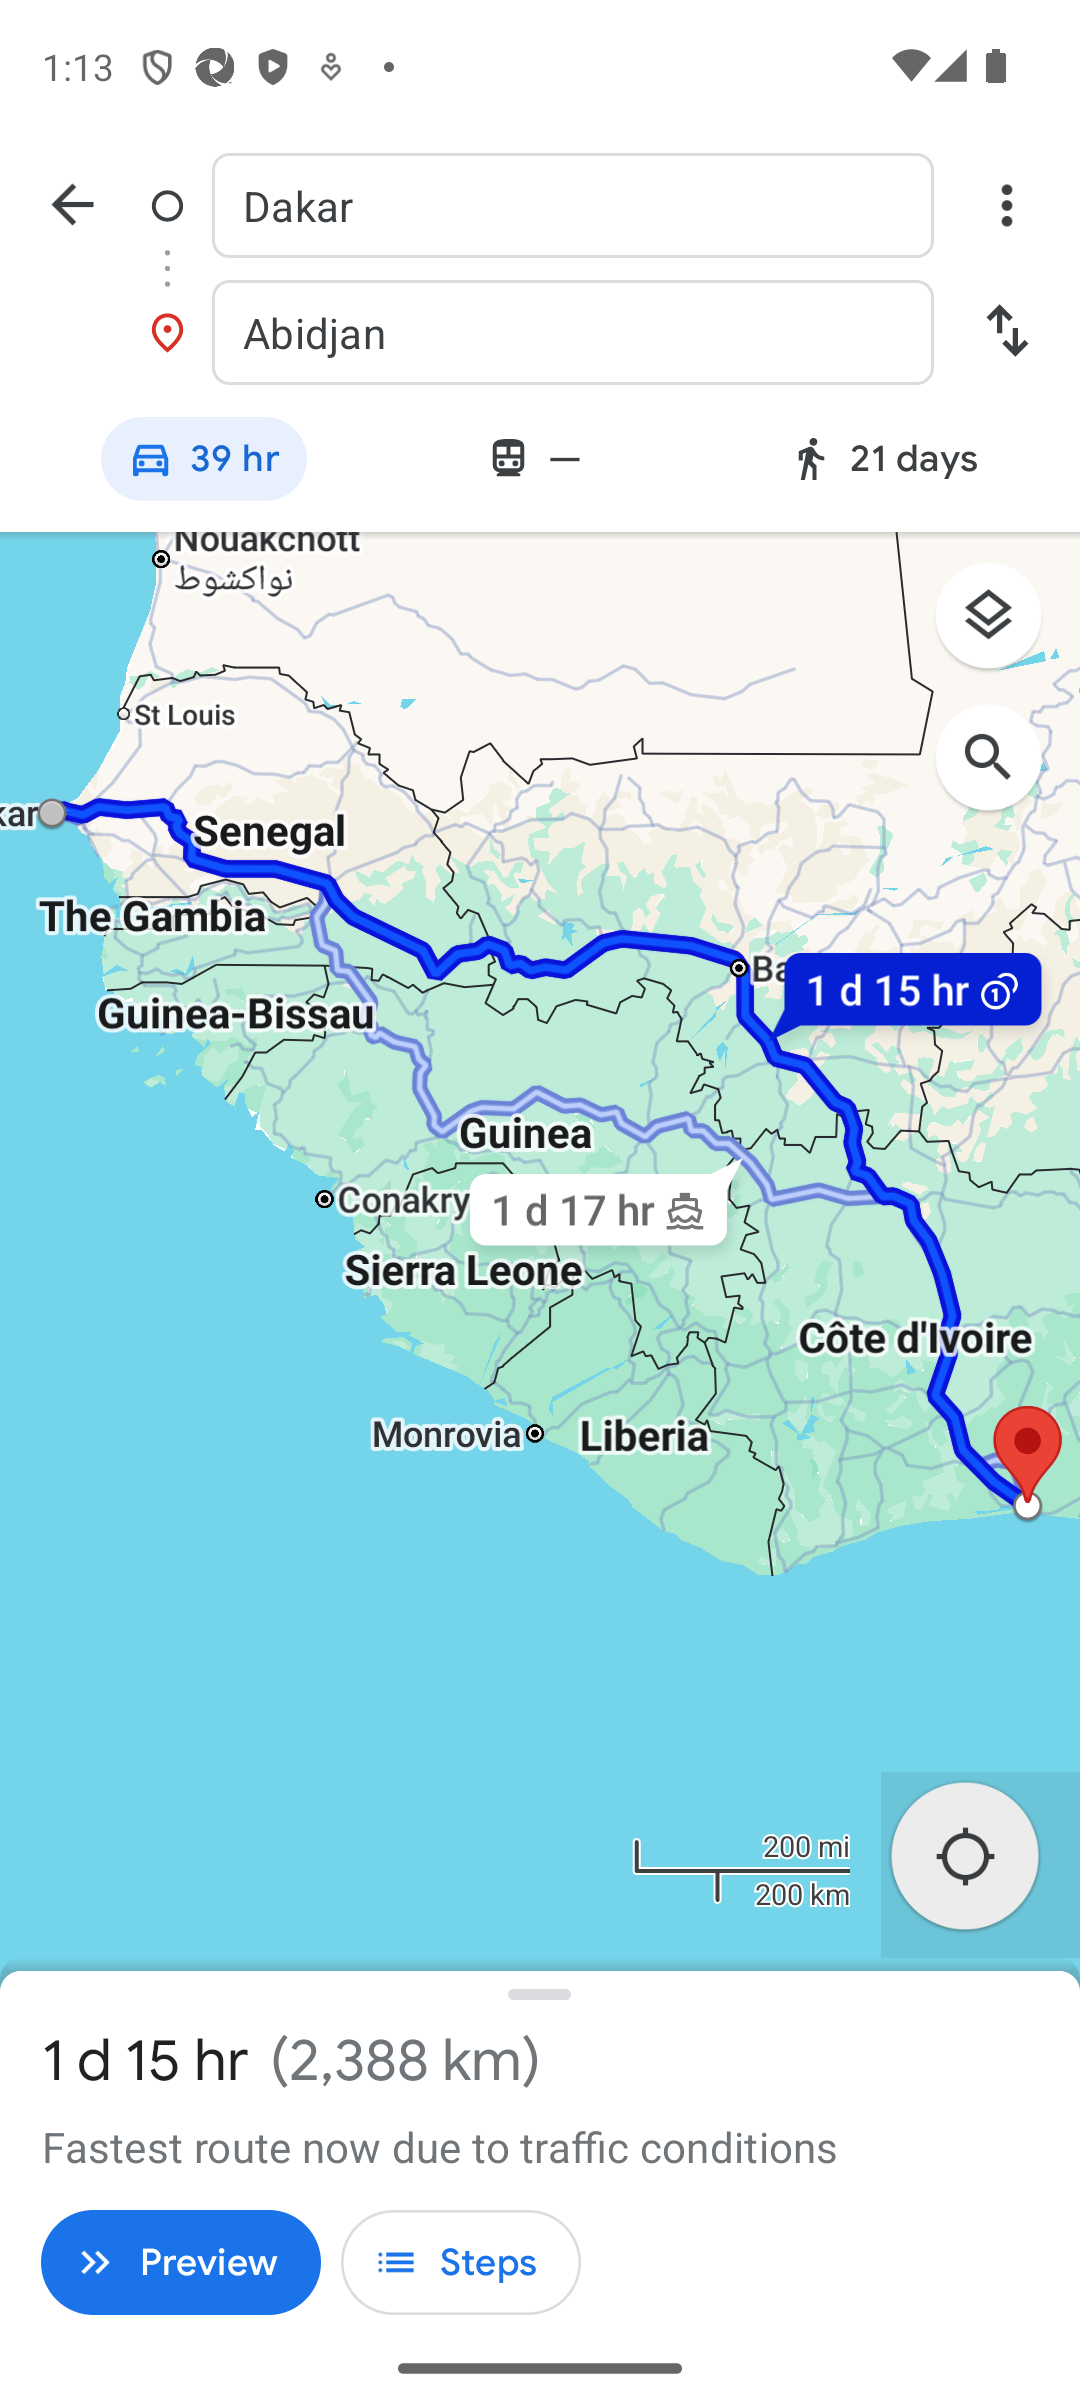 1:13
Dakar
Abidjan
39 hr
—
21 days
Nouakchott
نواكشوط
St Louis
Senegal
The Gambia
1 d 15 hr
Guinea-Bissau
Guinea
Conakry
1 d 17 hr
Sierra Leone
Côte d'Ivoire
Monrovia
Liberia
200 mi
200 km
1 d 15 hr (2,388 km)
Fastest route now due to traffic conditions
Preview
Steps